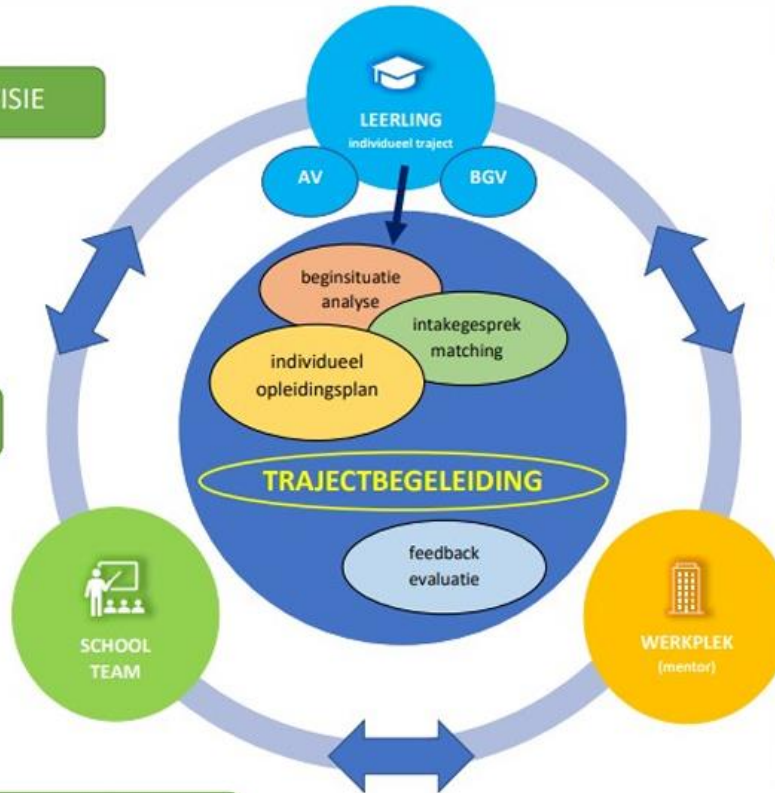 ISIE
LEERLING
individueel traject
AV
BGV
beginsituatie
analyse
intakegesprek
matching
individueel
opleidingsplan
TRAJECTBEGELEIDING
feedback
evaluatie
SCHOOL
TEAM
WERKPLEK
(mentor)